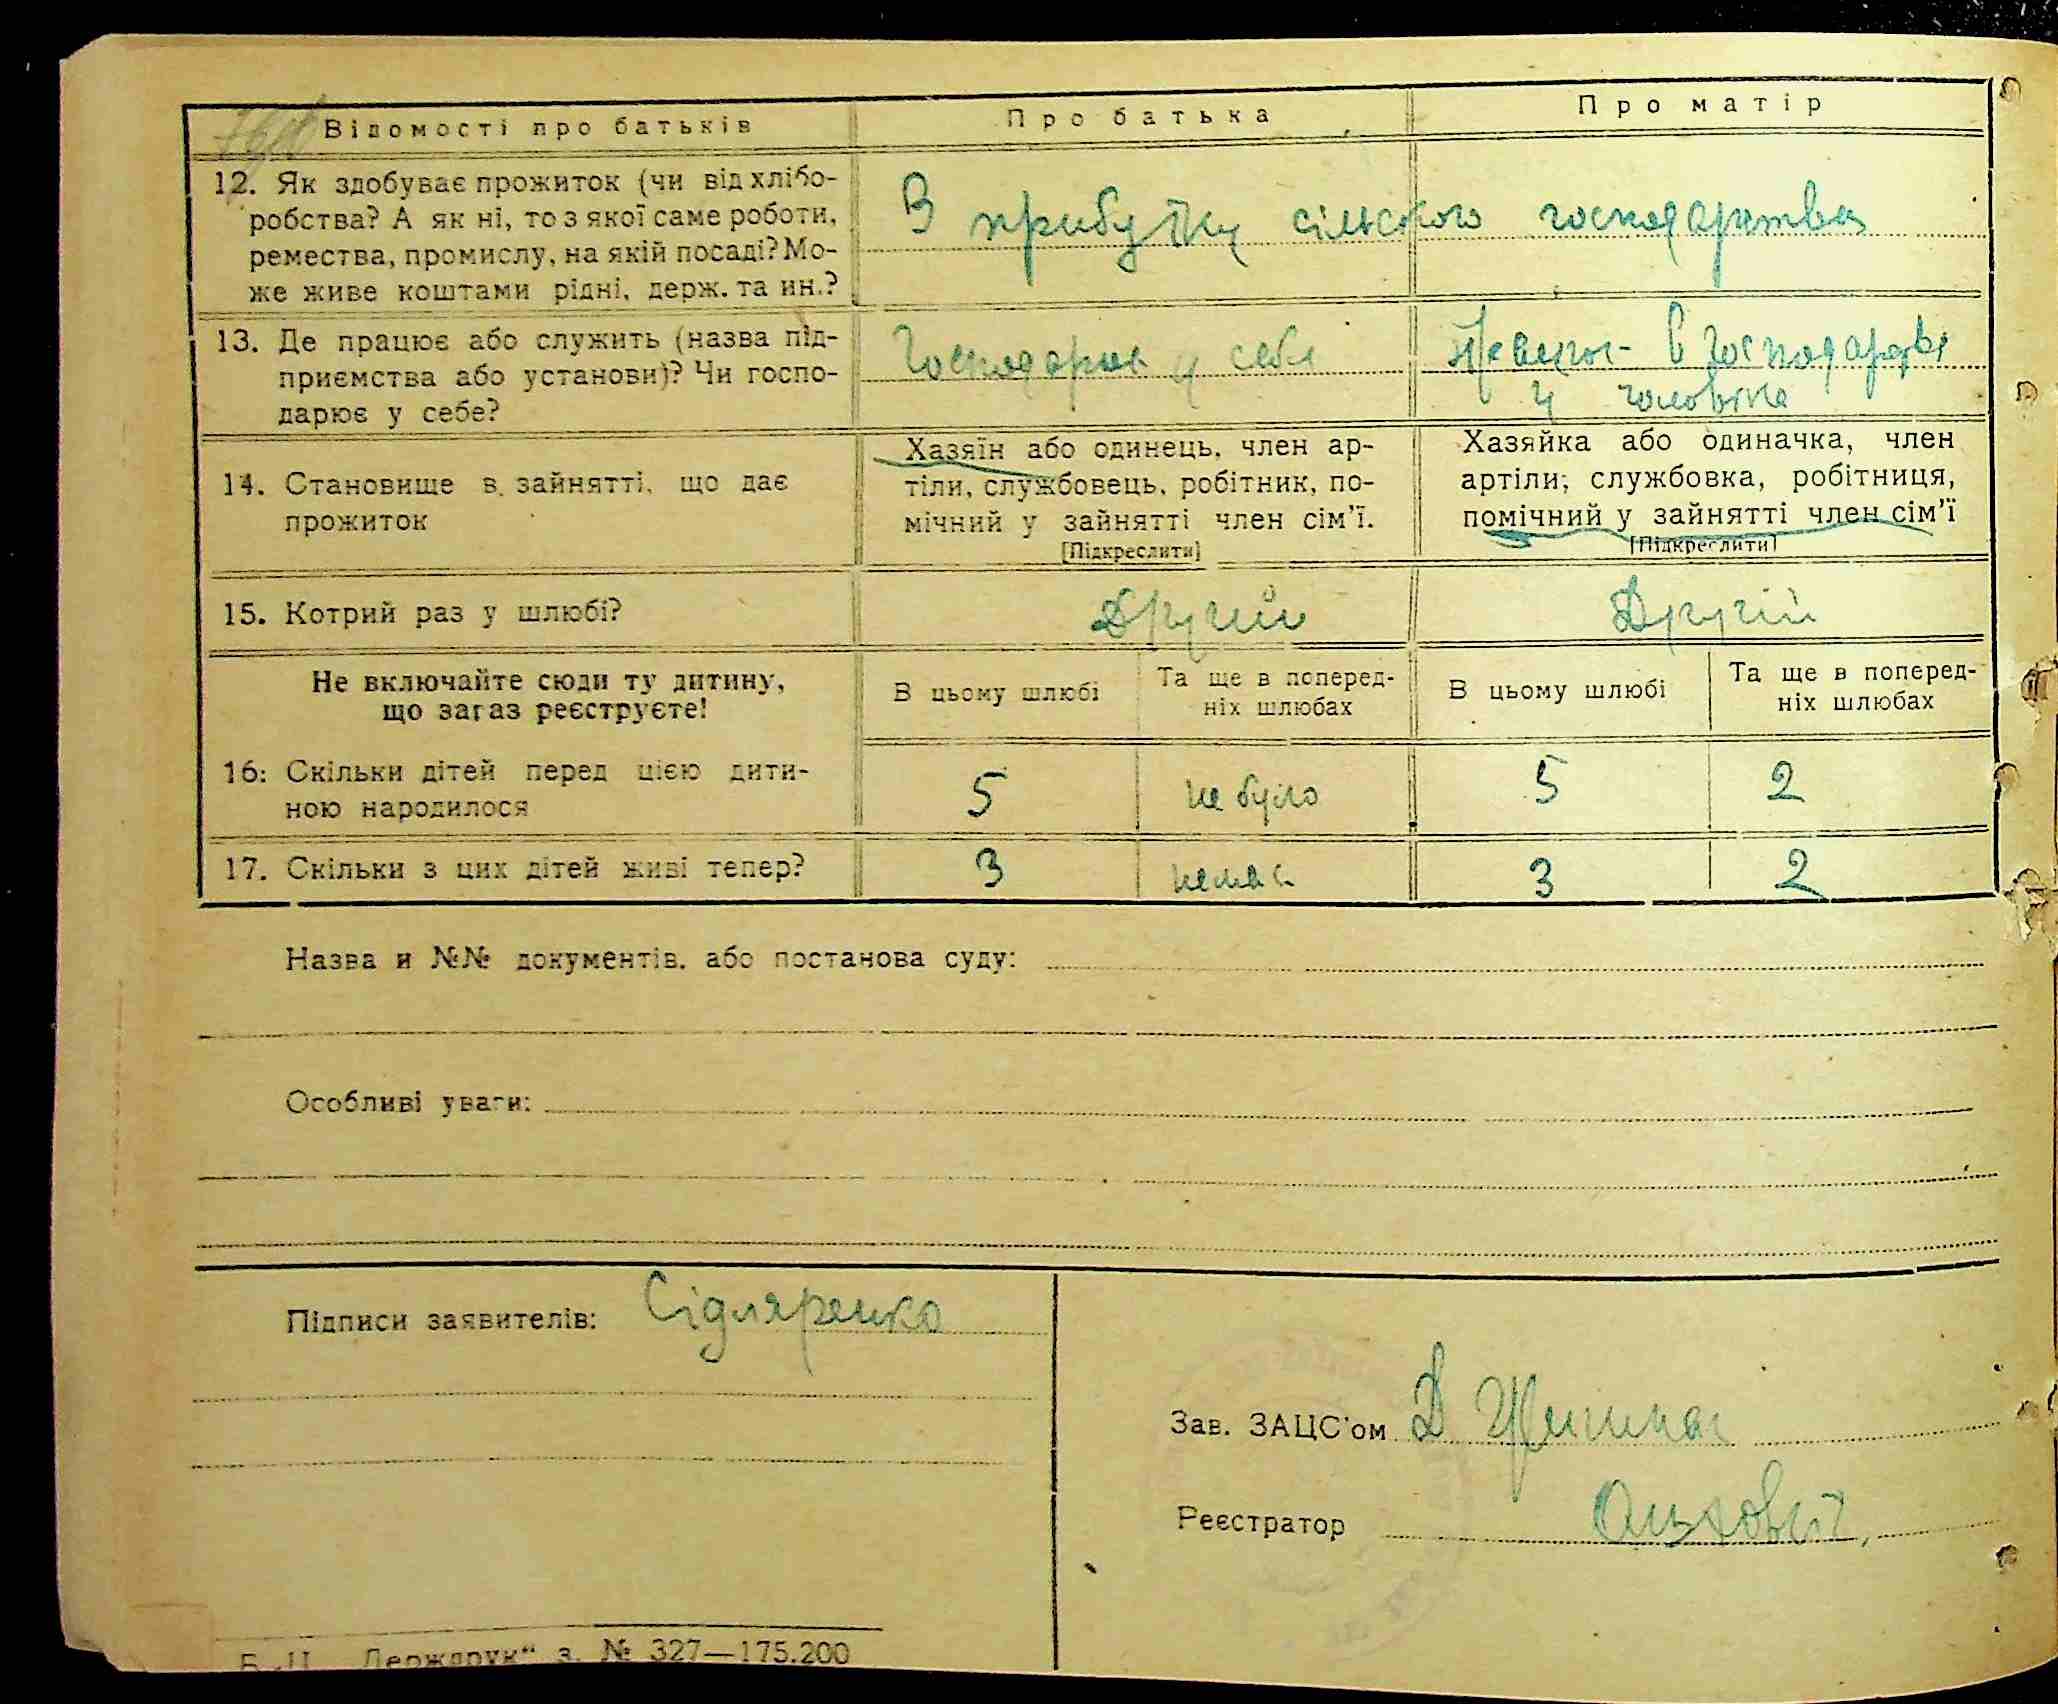 Відомості про батьків
Про батька
Про матір
12. Як здобуває прожиток (чи від хлібо-
робства? А як ні, то з якої саме роботи,
ремества, промислу, на якій посаді? Мо-
же живе коштами рідні, держ. та ин.?
В прибутку сільского господарства
13. Де працює або служить (назва під-
приємства або установи)? Чи госпо-
дарює у себе?
Господарює у себе
в господарстві
у чоловіка
14. Становище в зайнятті, що дає
прожиток
Хазяїн або одинець, член ар-
тіли, службовець, робітник, по-
мічний у зайнятті член сім'ї.
[Підкреслити]
Хазяйка або одиначка, член
артіли; службовка, робітниця,
помічний у зайнятті член сім'ї
[Підкреслити]
15. Котрий раз у шлюбі?
Другий
Другій
Не включайте сюди ту дитину,
що зараз реєструєте!
В цьому шлюбі
Та ще в поперед-
ніх шлюбах
В цьому шлюбі
Та ще в поперед-
ніх шлюбах
16: Скільки дітей перед цією дити-
ною народилося
5
не було
5
2
17. Скільки з цих дітей живі тепер?
3
немає
3
2
Назва и №№ документів, або постанова суду:
Особливі уваги:
Підписи заявителів: Сідляренко
Зав. ЗАЦС'ом Д
Реєстратор
Держдрук" з. № 327—175.200